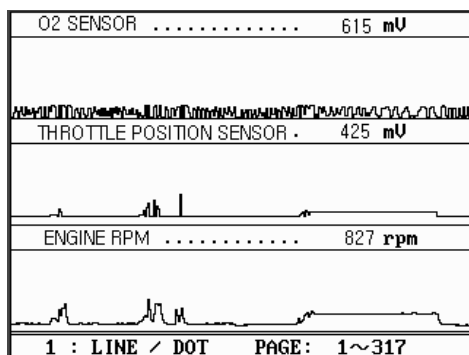 O2 SENSOR ............. 615 mV
THROTTLE POSITION SENSOR . 425 mV
ENGINE RPM ............ 827 rpm
1 : LINE / DOT PAGE: 1~317